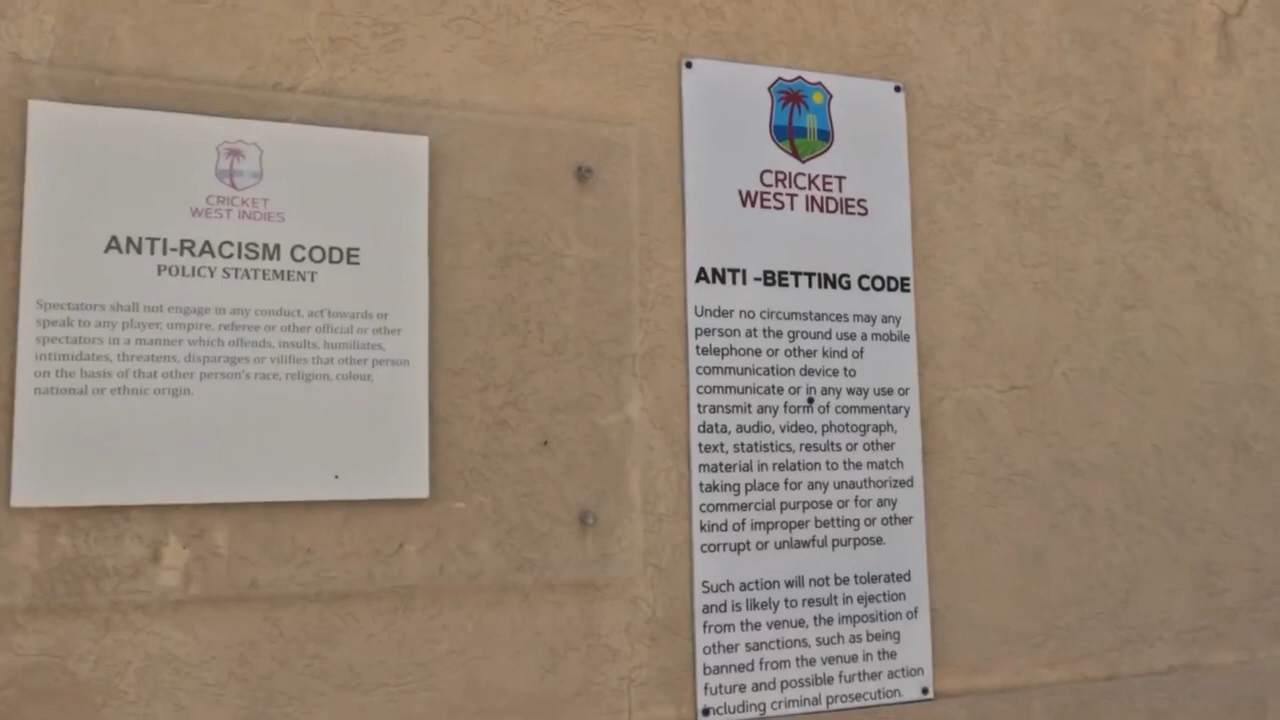 CRICKET
WEST INDIES
ANTI-RACISM CODE
POLICY STATEMENT
Spectators shall not engage in any conduct, act towards or
speak to any player, umpire, referee or other official or other
spectators in a manner which offends, insults, humiliates,
intimidates, threatens, disparages or vilifies that other person
on the basis of that other person's race, religion, colour,
national or ethnic origin.
CRICKET
WEST INDIES
ANTI -BETTING CODE
Under no circumstances may any
person at the ground use a mobile
telephone or other kind of
communication device to
communicate or in any way use or
transmit any form of commentary
data, audio, video, photograph,
text, statistics, results or other
material in relation to the match
taking place for any unauthorized
commercial purpose or for any
kind of improper betting or other
corrupt or unlawful purpose.
Such action will not be tolerated
and is likely to result in ejection
from the venue, the imposition of
other sanctions, such as being
banned from the venue in the
future and possible further action
including criminal prosecution.